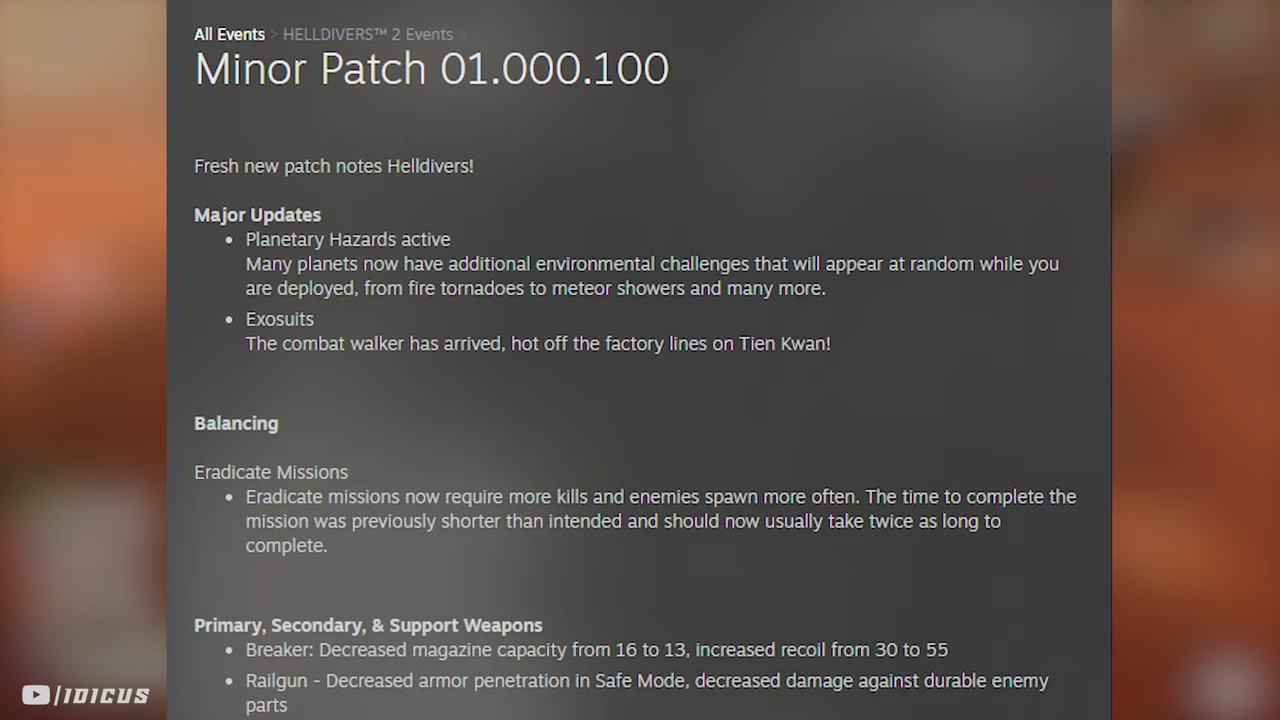 All Events > HELLDIVERS™ 2 Events >
Minor Patch 01.000.100
Fresh new patch notes Helldivers!
Major Updates
• Planetary Hazards active
Many planets now have additional environmental challenges that will appear at random while you
are deployed, from fire tornadoes to meteor showers and many more.
• Exosuits
The combat walker has arrived, hot off the factory lines on Tien Kwan!
Balancing
Eradicate Missions
• Eradicate missions now require more kills and enemies spawn more often. The time to complete the
mission was previously shorter than intended and should now usually take twice as long to
complete.
Primary, Secondary, & Support Weapons
• Breaker: Decreased magazine capacity from 16 to 13, increased recoil from 30 to 55
• Railgun - Decreased armor penetration in Safe Mode, decreased damage against durable enemy
parts
/IDICUS